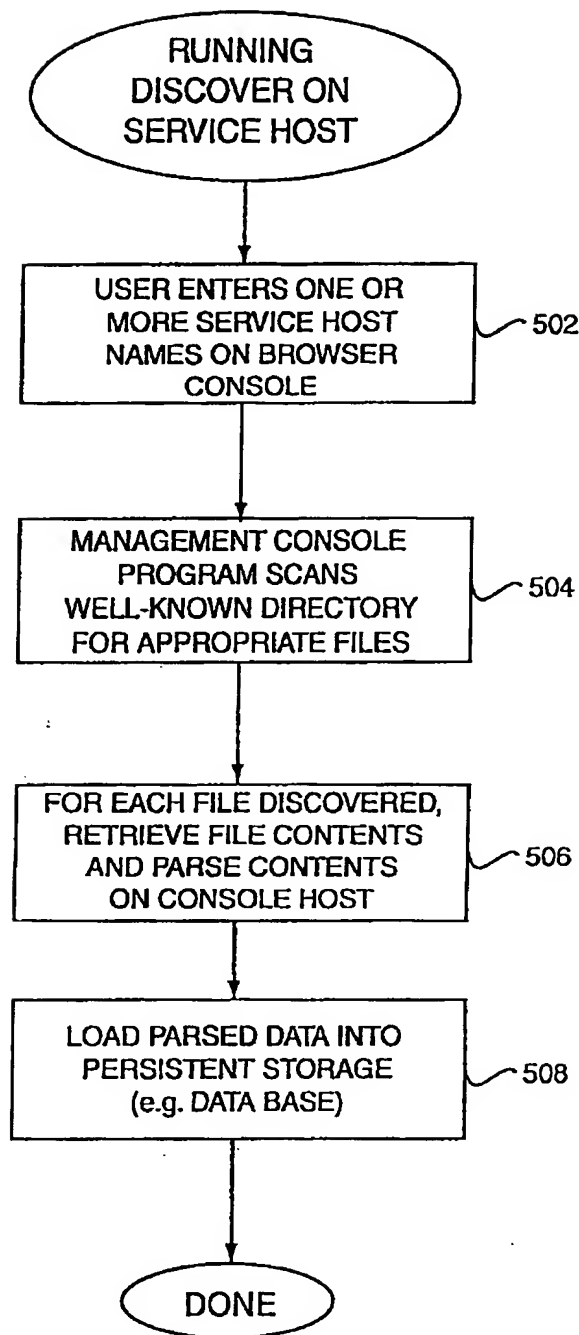 RUNNING
DISCOVER ON
SERVICE HOST
USER ENTERS ONE OR
MORE SERVICE HOST
NAMES ON BROWSER
CONSOLE
502
MANAGEMENT CONSOLE
PROGRAM SCANS
WELL-KNOWN DIRECTORY
FOR APPROPRIATE FILES
504
FOR EACH FILE DISCOVERED,
RETRIEVE FILE CONTENTS
AND PARSE CONTENTS
ON CONSOLE HOST
506
LOAD PARSED DATA INTO
PERSISTENT STORAGE
(e.g. DATA BASE)
508
DONE